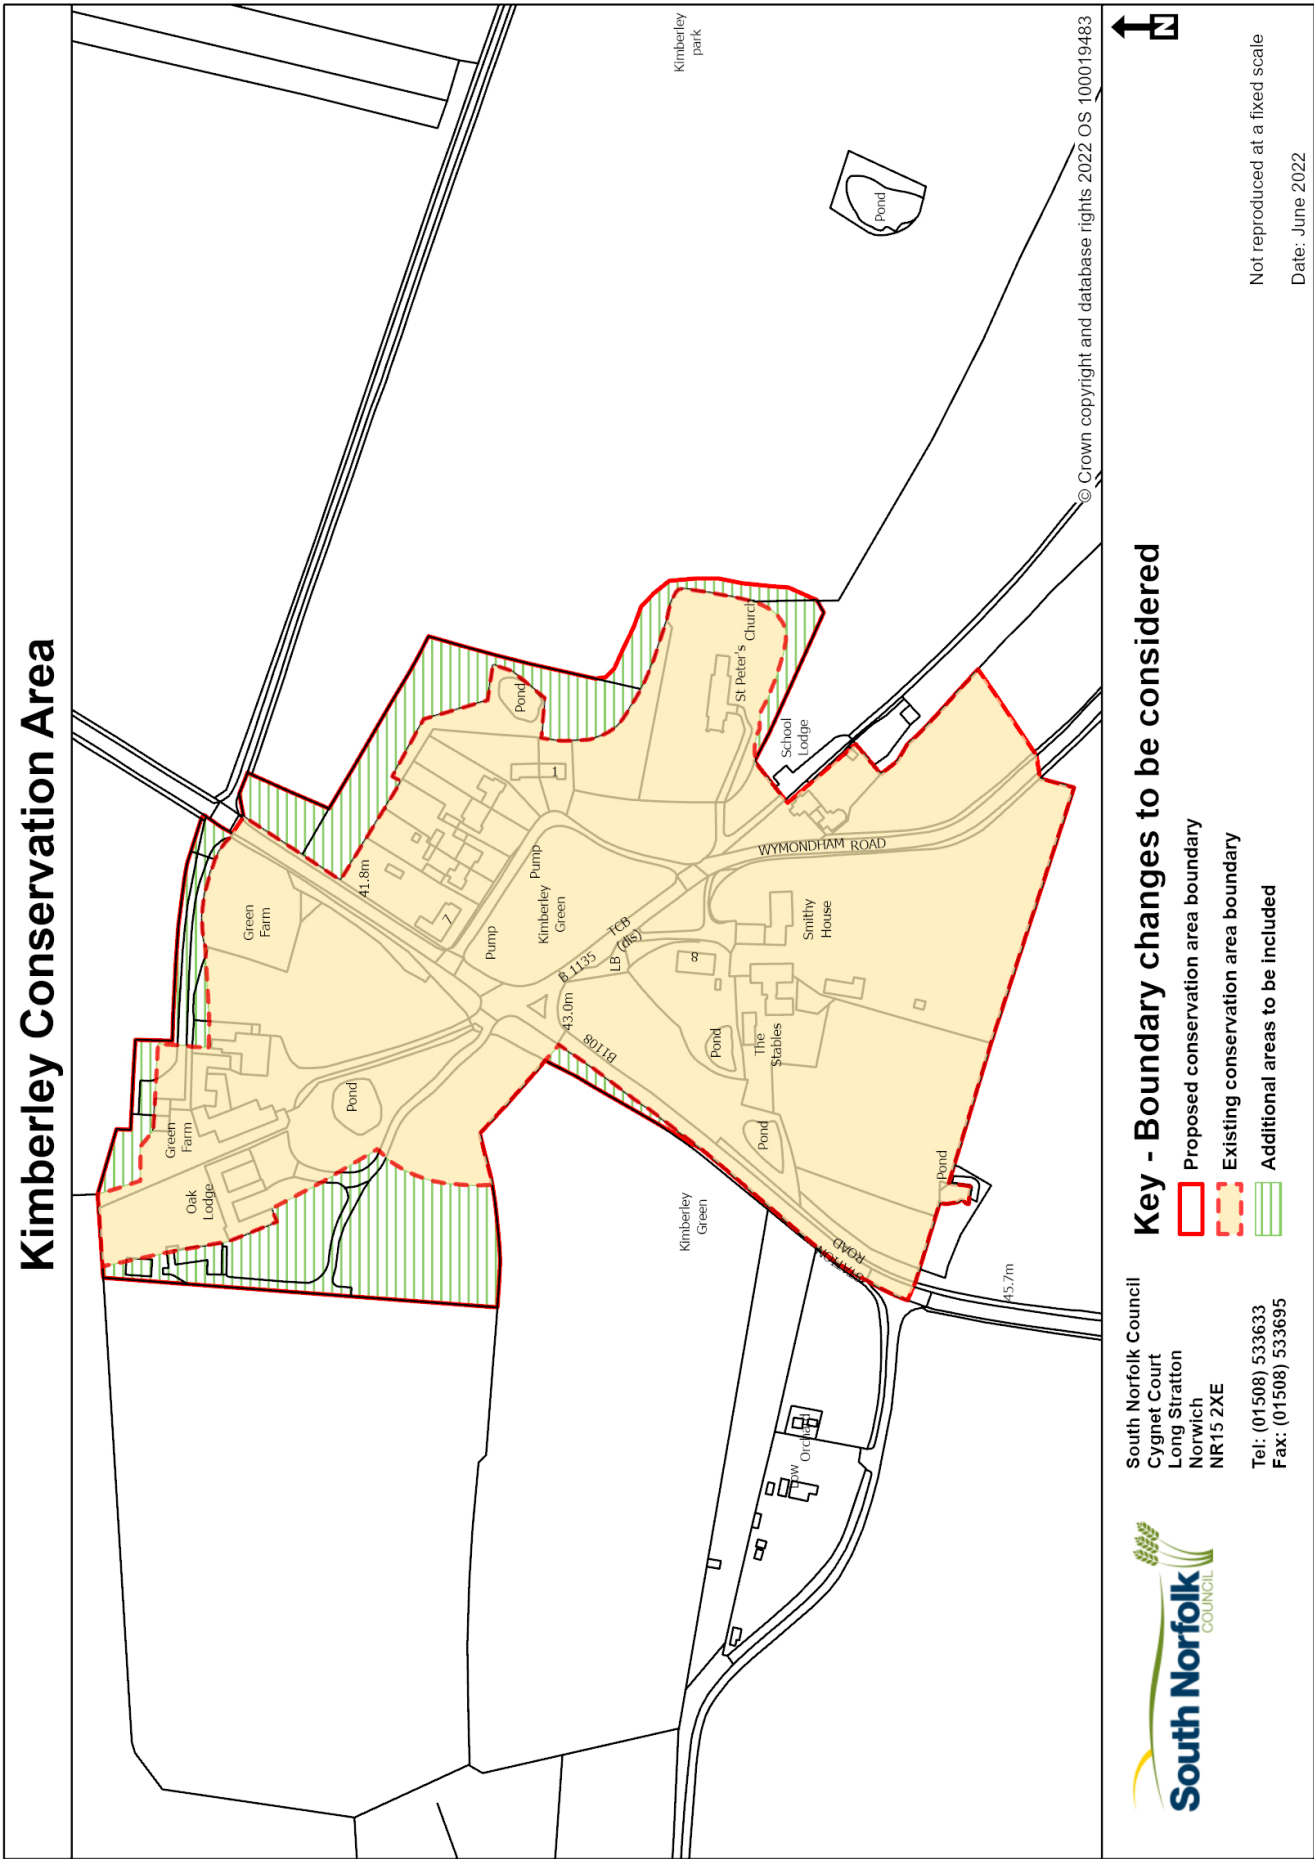 Kimberley Conservation Area
Oak
Lodge
Green
Farm
Green
Farm
Pond
41.8m
7
Pump
Pump
Kimberley
Green
1
Pond
B 1135
TCB
(dis)
LB
43.0m
B1108
8
Pond
The
Stables
Pond
Smithy
House
WYMONDHAM ROAD
School
Lodge
St Peter's
Church
Kimberley
park
Pond
Kimberley
Green
STATION
ROAD
Pond
45.7m
Low
Orchard
© Crown copyright and database rights 2022 OS 100019483
South Norfolk
COUNCIL
South Norfolk Council
Cygnet Court
Long Stratton
Norwich
NR15 2XE
Tel: (01508) 533633
Fax: (01508) 533695
Key - Boundary changes to be considered
Proposed conservation area boundary
Existing conservation area boundary
Additional areas to be included
N
Not reproduced at a fixed scale
Date: June 2022